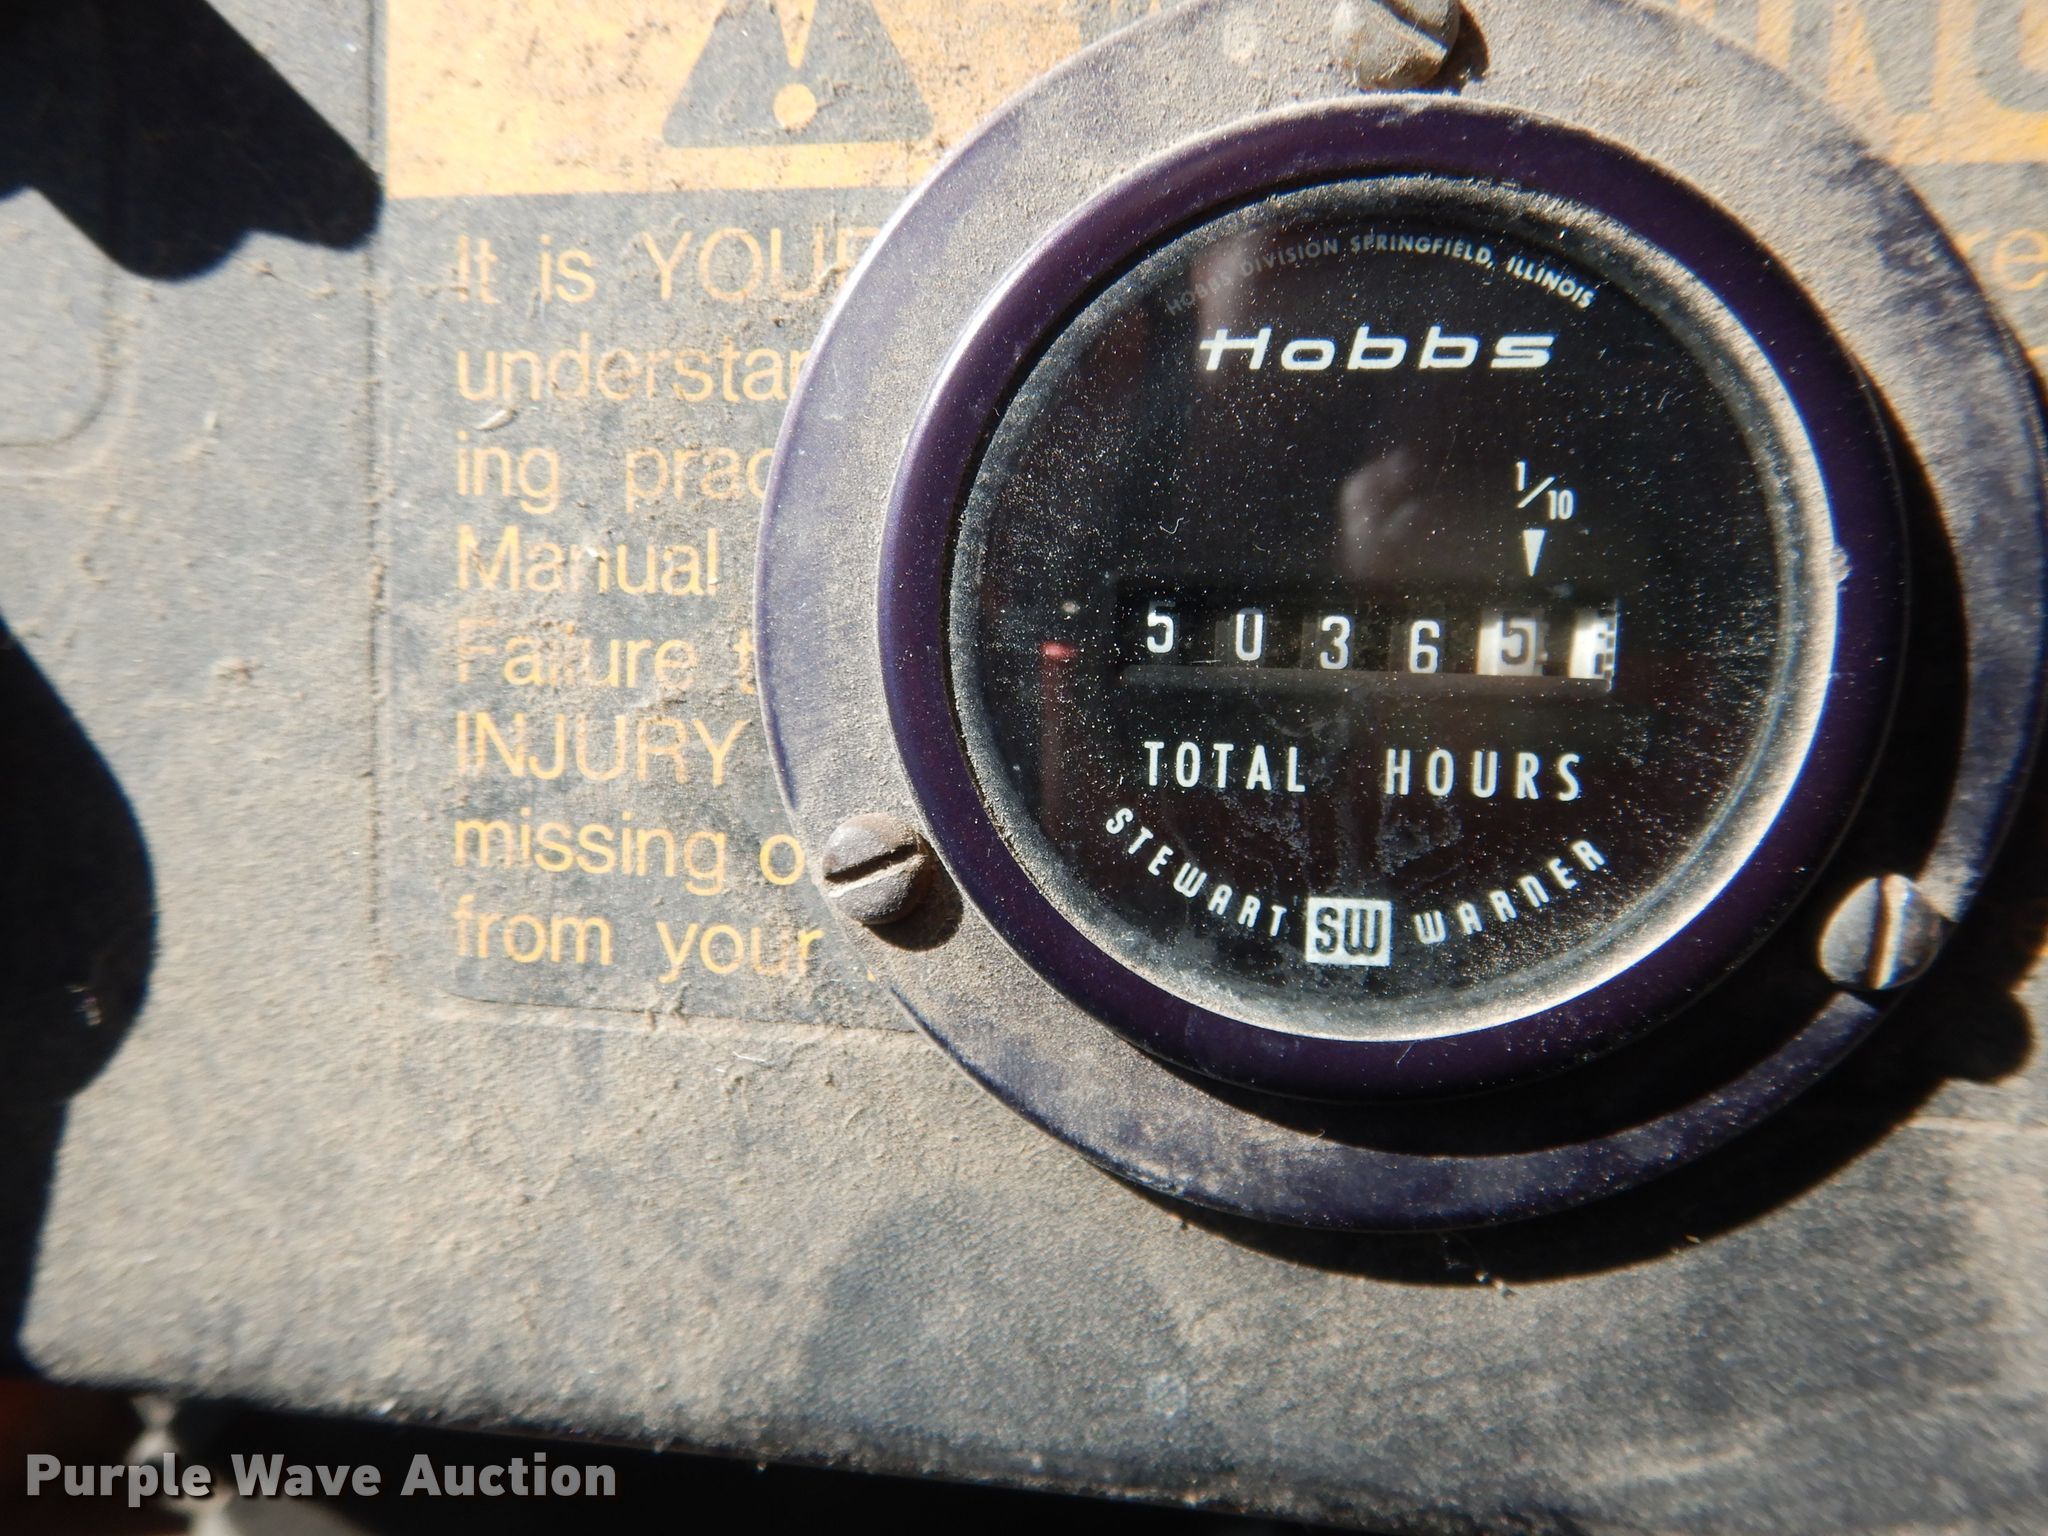 It is YOUR
understan
ing prac
Manual
Failure t
INJURY
missing o
from your
HOBBS DIVISION SPRINGFIELD, ILLINOIS
Hobbs
1/10
5 0 3 6 5
TOTAL HOURS
STEWART SW WARNER
re
Purple Wave Auction